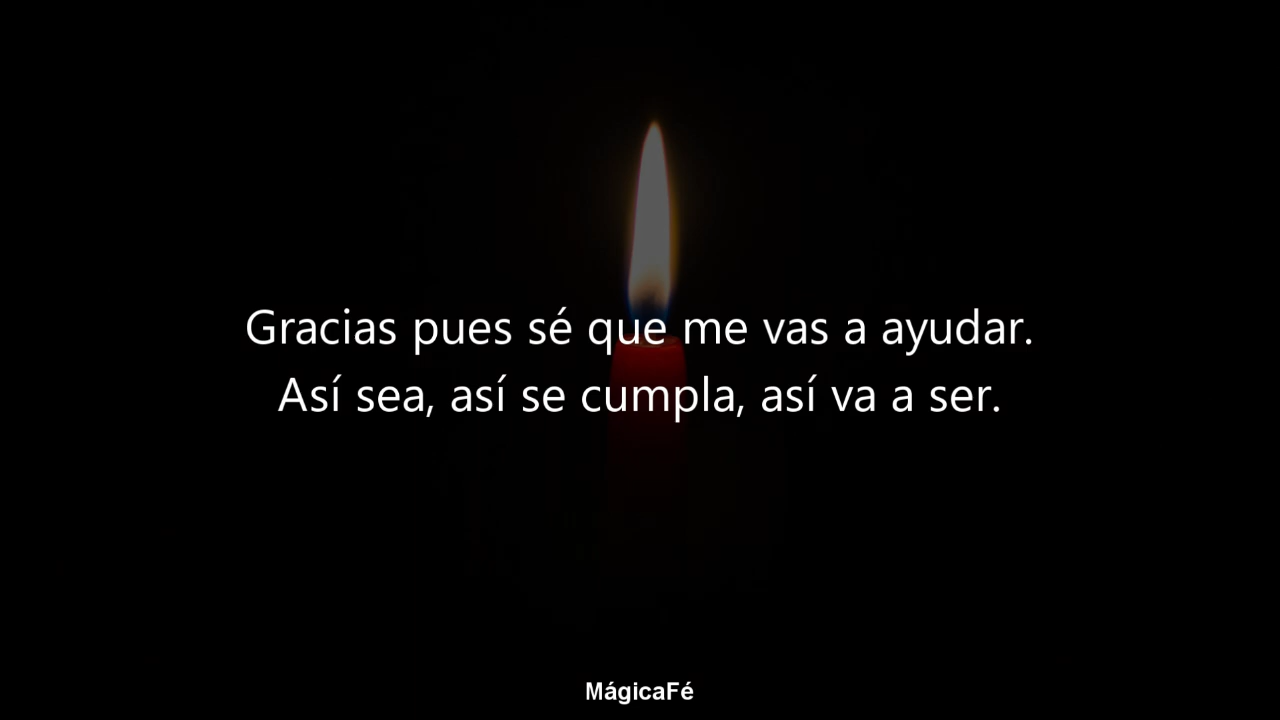 Gracias pues sé que me vas a ayudar.
Así sea, así se cumpla, así va a ser.
MágicaFé